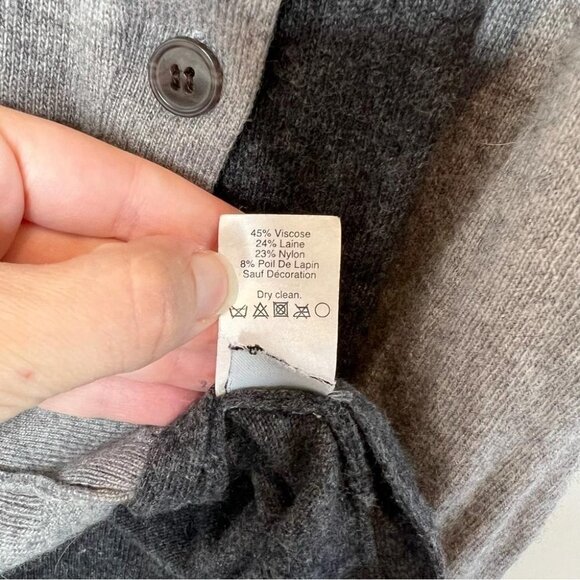 45% Viscose
24% Laine
23% Nylon
8% Poil De Lapin
Sauf Décoration
Dry clean.